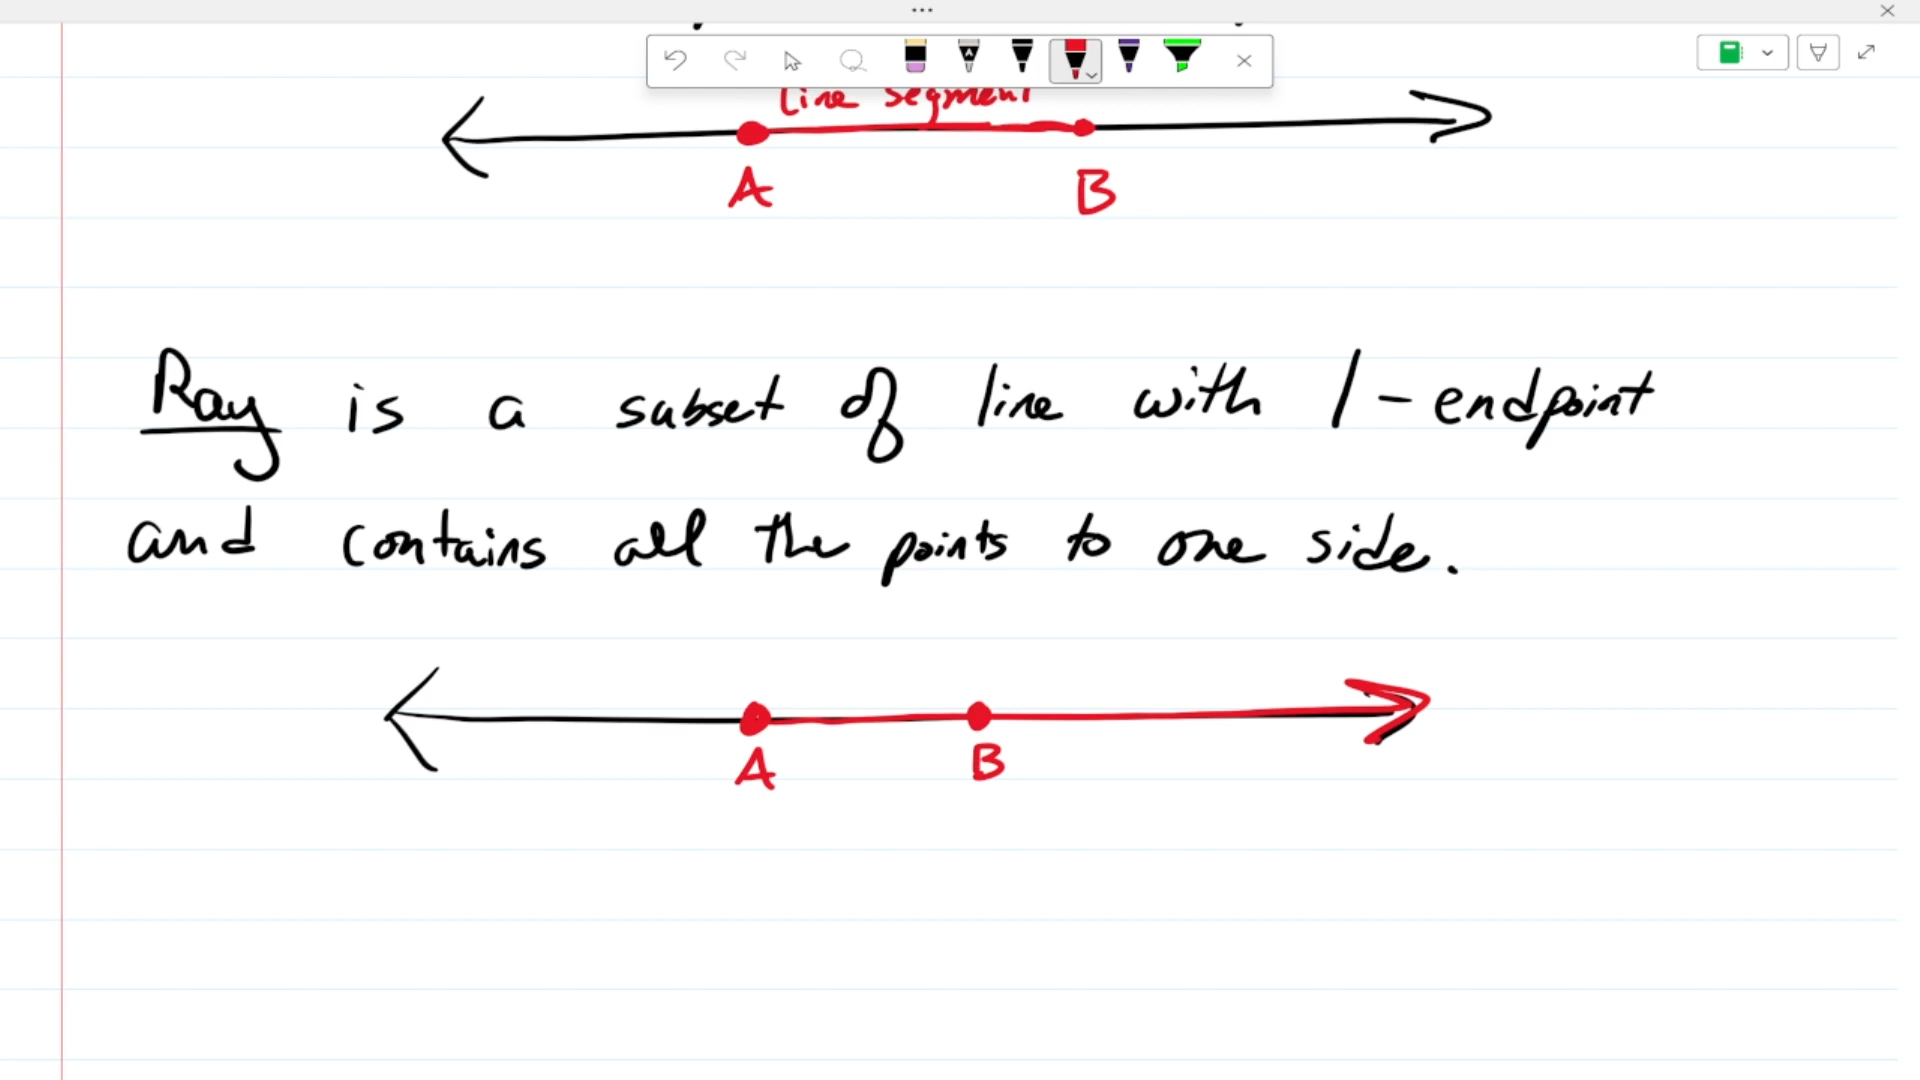 Line Segment
A B
Ray is a subset of line with 1-endpoint
and contains all the points to one side.
A B